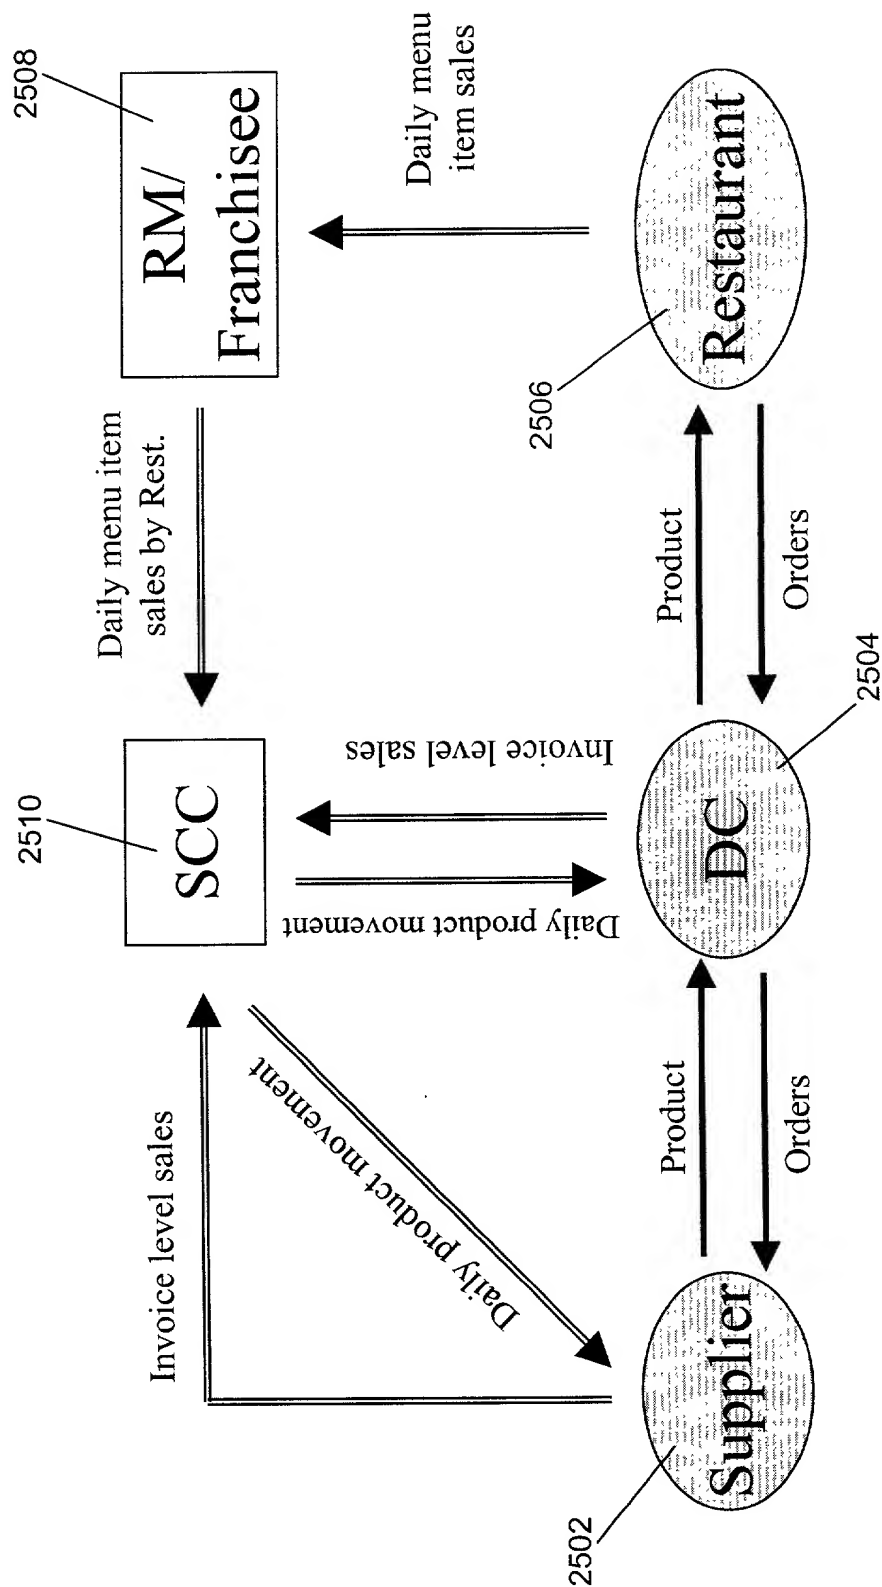 2510
SCC
2508
RM/
Franchisee
Invoice level sales
Daily menu item
sales by Rest.
Daily product movement
Daily product movement
Invoice level sales
Daily menu
item sales
2502
Supplier
Product
Orders
DC
2504
Product
Orders
2506
Restaurant